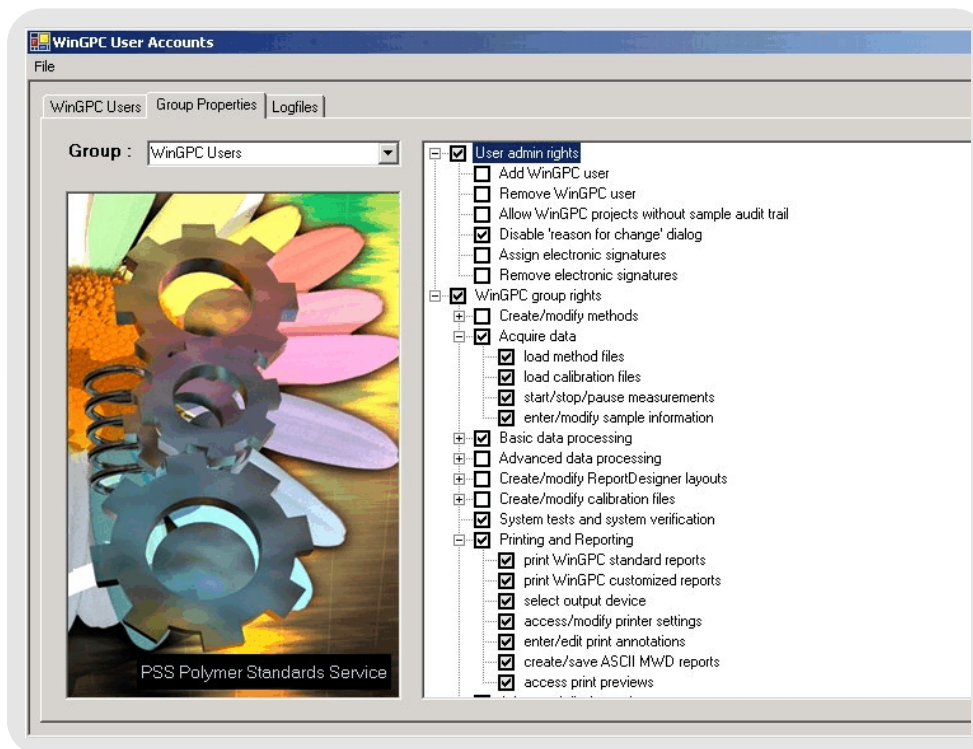 WinGPC User Accounts
File
WinGPC Users Group Properties Logfiles
Group : WinGPC Users
User admin rights
Add WinGPC user
Remove WinGPC user
Allow WinGPC projects without sample audit trail
Disable 'reason for change' dialog
Assign electronic signatures
Remove electronic signatures
WinGPC group rights
Create/modify methods
Acquire data
load method files
load calibration files
start/stop/pause measurements
enter/modify sample information
Basic data processing
Advanced data processing
Create/modify ReportDesigner layouts
Create/modify calibration files
System tests and system verification
Printing and Reporting
print WinGPC standard reports
print WinGPC customized reports
select output device
access/modify printer settings
enter/edit print annotations
create/save ASCII MWD reports
access print previews
PSS Polymer Standards Service